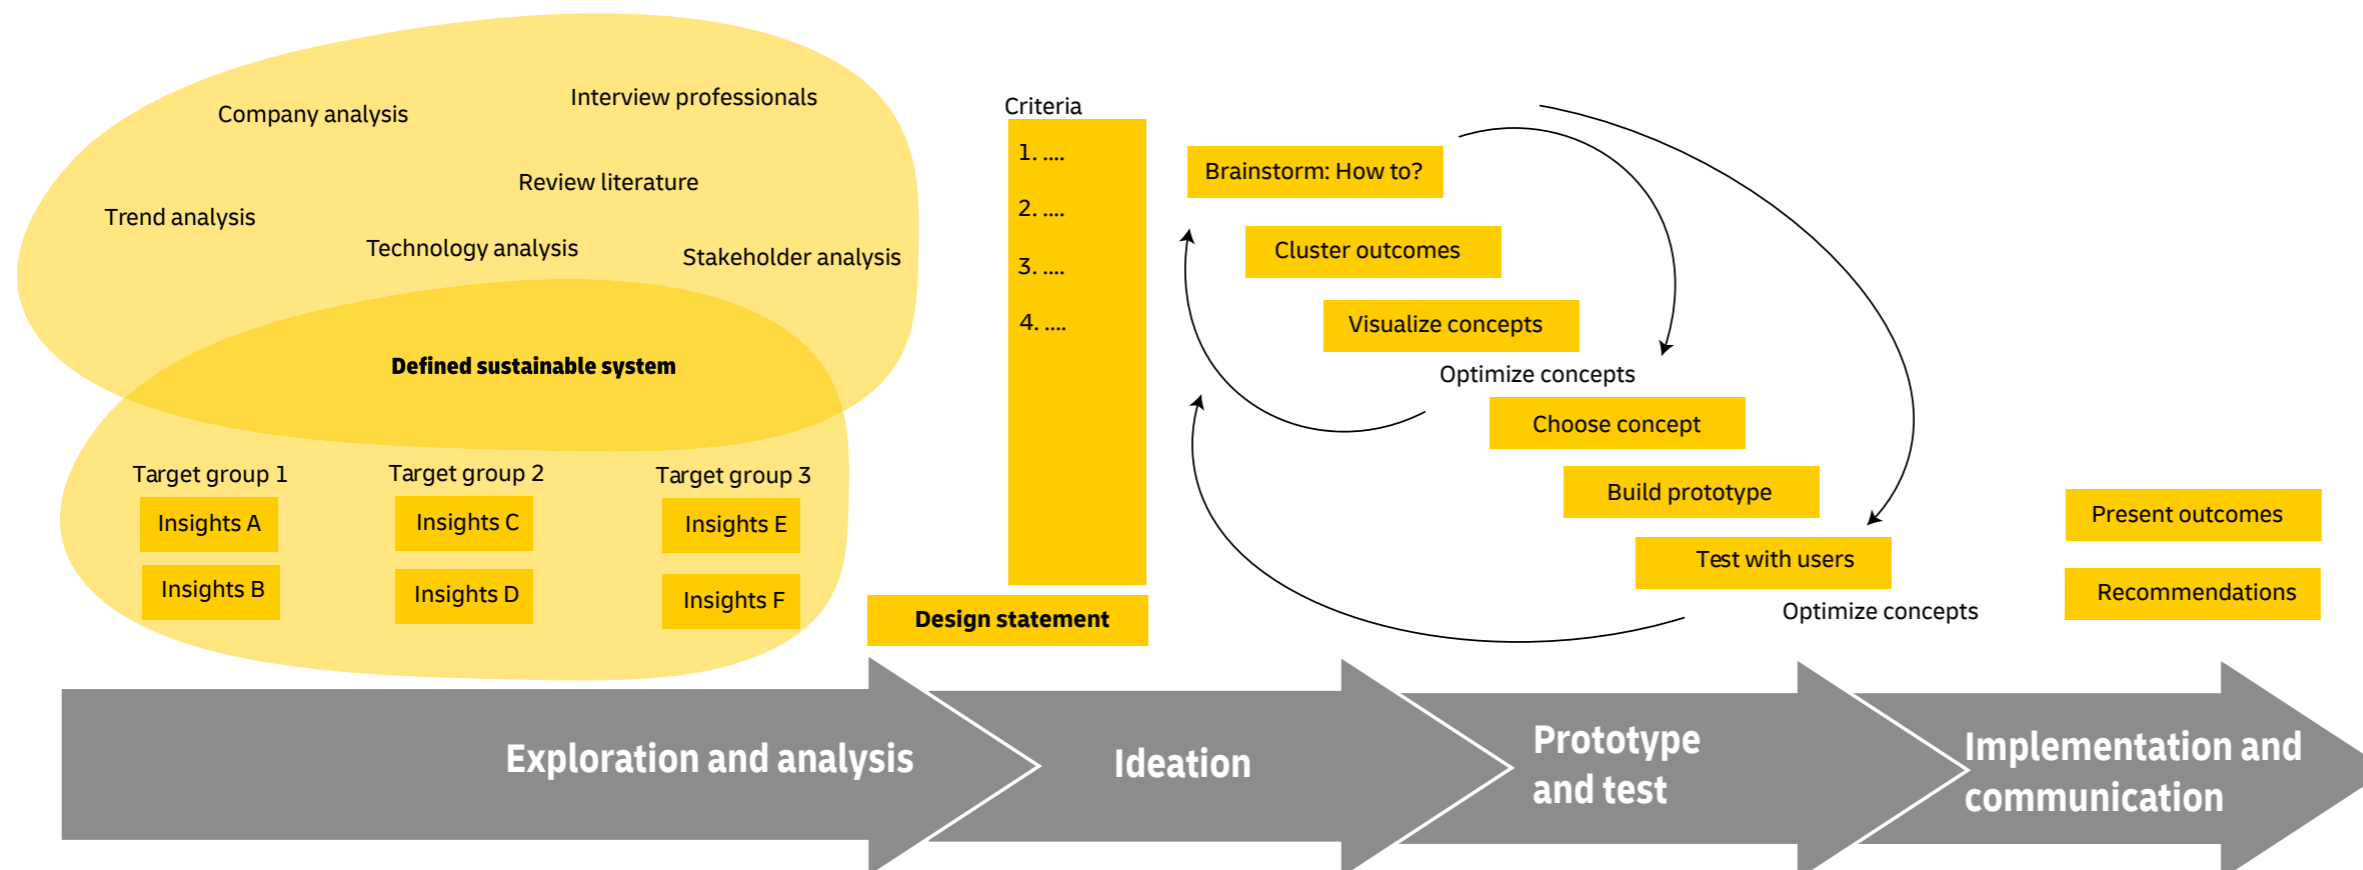 Company analysis
Interview professionals
Review literature
Trend analysis
Technology analysis
Stakeholder analysis
Defined sustainable system
Target group 1
Target group 2
Target group 3
Insights A
Insights C
Insights E
Insights B
Insights D
Insights F
Criteria
1. ....
2. ....
3. ....
4. ....
Design statement
Brainstorm: How to?
Cluster outcomes
Visualize concepts
Optimize concepts
Choose concept
Build prototype
Test with users
Optimize concepts
Present outcomes
Recommendations
Exploration and analysis
Ideation
Prototype
and test
Implementation and
communication